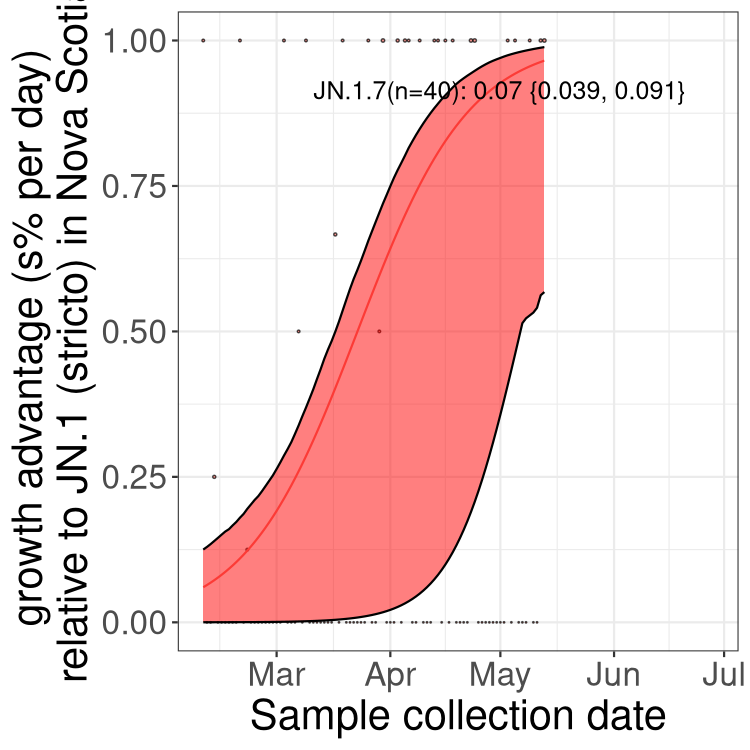 growth advantage (s% per day)
relative to JN.1 (stricto) in Nova Scotia
1.00
0.75
0.50
0.25
0.00
JN.1.7(n=40): 0.07 {0.039, 0.091}
Mar Apr May Jun Jul
Sample collection date